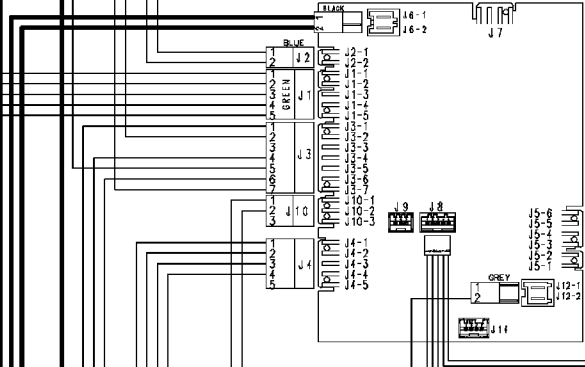 BLACK
1
2
J6-1
J6-2
J7
BLUE
1
2
J2
J2-1
J2-2
GREEN
1
2
3
4
5
J1
J1-1
J1-2
J1-3
J1-4
J1-5
1
2
3
4
5
6
7
J3
J3-1
J3-2
J3-3
J3-4
J3-5
J3-6
J3-7
1
2
3
J10
J10-1
J10-2
J10-3
J9
J8
1
2
3
4
5
J4
J4-1
J4-2
J4-3
J4-4
J4-5
J5-6
J5-5
J5-4
J5-3
J5-2
J5-1
GREY
1
2
J12-1
J12-2
J11